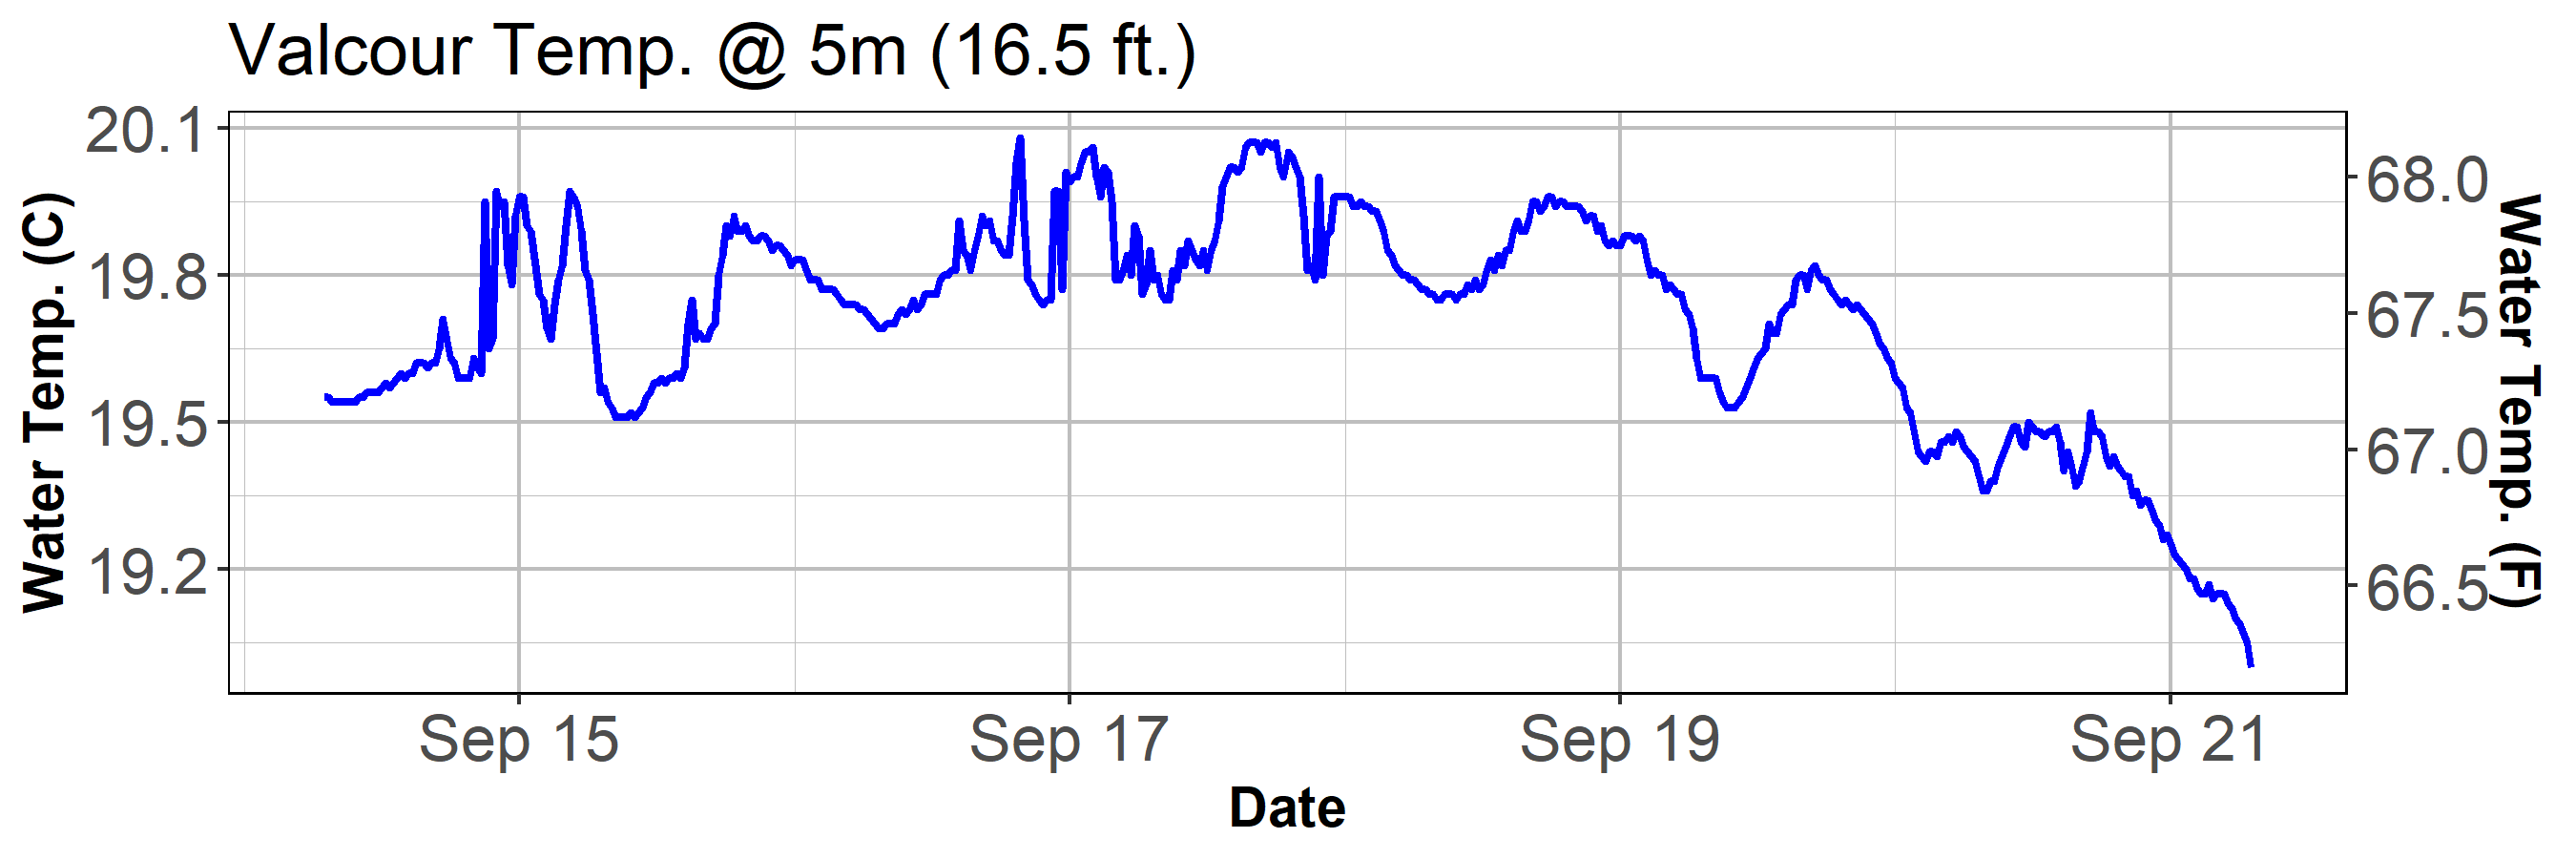 Valcour Temp. @ 5m (16.5 ft.)
Water Temp. (C)
20.1
19.8
19.5
19.2
68.0
67.5
67.0
66.5
Water Temp. (F)
Sep 15 Sep 17 Sep 19 Sep 21
Date